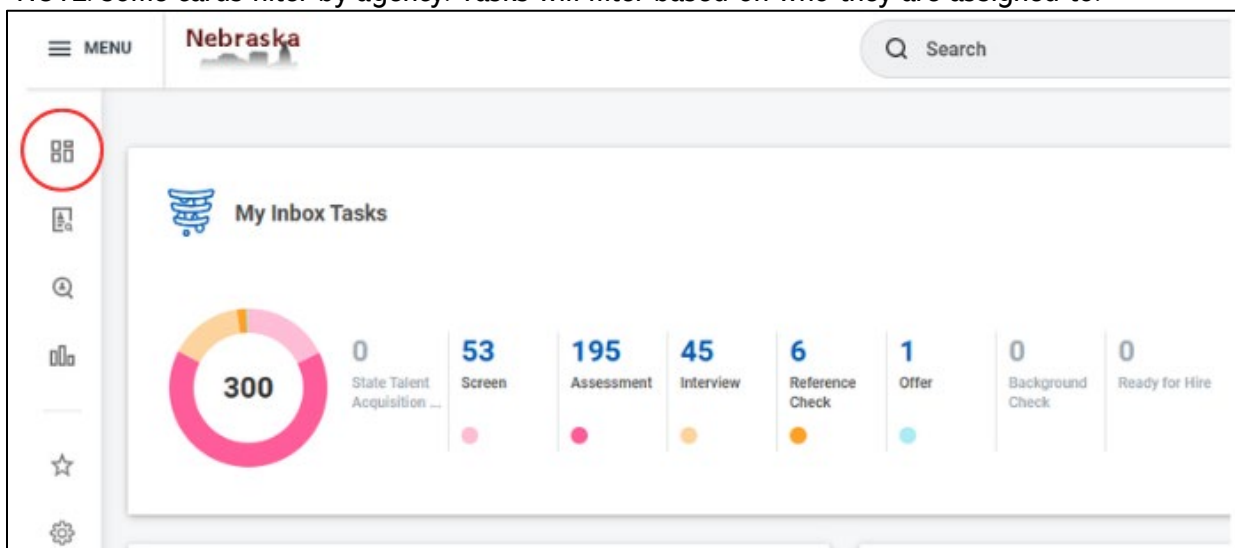 NOTE: Some cards filter by agency. Tasks will filter based on who they are assigned to.
MENU
Nebraska
Search
My Inbox Tasks
300
0
State Talent
Acquisition ...
53
Screen
195
Assessment
45
Interview
6
Reference
Check
1
Offer
0
Background
Check
0
Ready for Hire